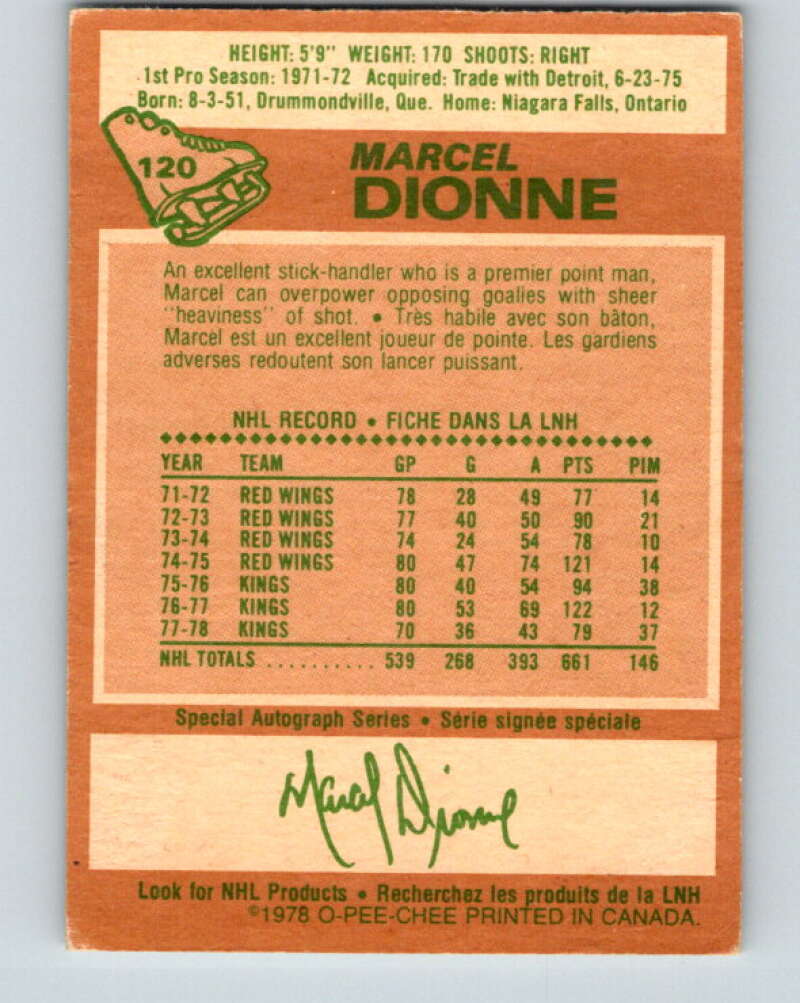 HEIGHT: 5'9" WEIGHT: 170 SHOOTS: RIGHT
1st Pro Season: 1971-72 Acquired: Trade with Detroit, 6-23-75
Born: 8-3-51, Drummondville, Que. Home: Niagara Falls, Ontario
120
MARCEL
DIONNE
An excellent stick-handler who is a premier point man,
Marcel can overpower opposing goalies with sheer
"heaviness" of shot. • Très habile avec son bâton,
Marcel est un excellent joueur de pointe. Les gardiens
adverses redoutent son lancer puissant.
NHL RECORD • FICHE DANS LA LNH
YEAR TEAM GP G A PTS PIM
71-72 RED WINGS 78 28 49 77 14
72-73 RED WINGS 77 40 50 90 21
73-74 RED WINGS 74 24 54 78 10
74-75 RED WINGS 80 47 74 121 14
75-76 KINGS 80 40 54 94 38
76-77 KINGS 80 53 69 122 12
77-78 KINGS 70 36 43 79 37
NHL TOTALS .......... 539 268 393 661 146
Special Autograph Series • Série signée spéciale
Marcel Dionne
Look for NHL Products • Recherchez les produits de la LNH
©1978 O-PEE-CHEE PRINTED IN CANADA.